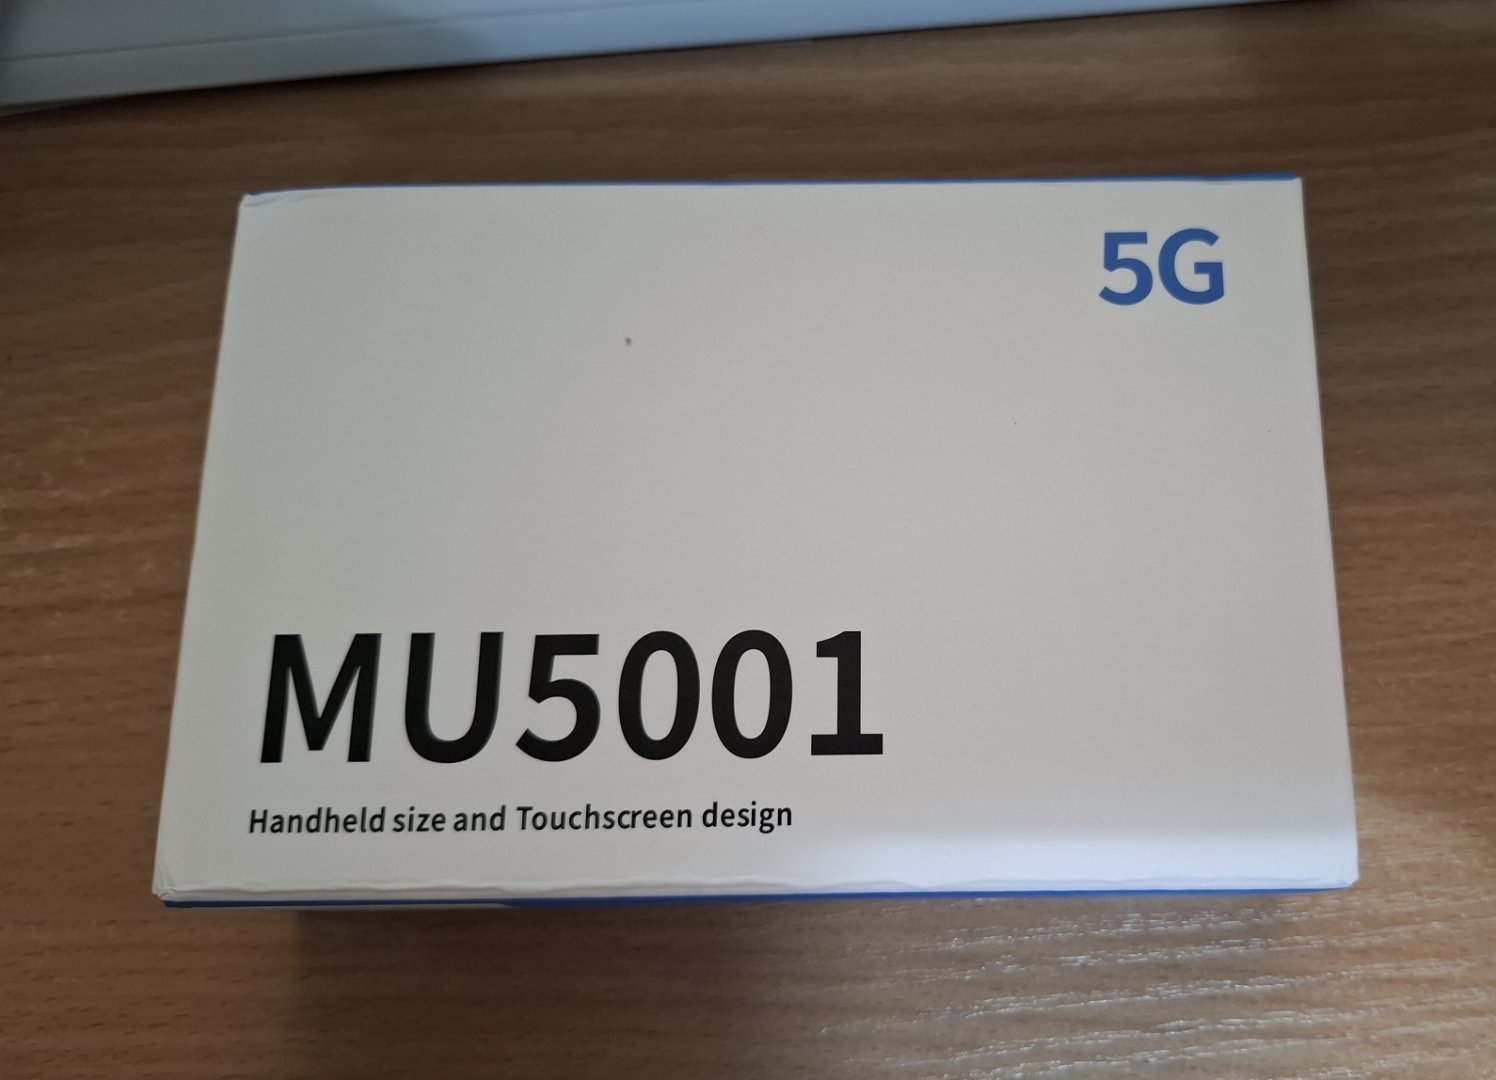 5G
MU5001
Handheld size and Touchscreen design